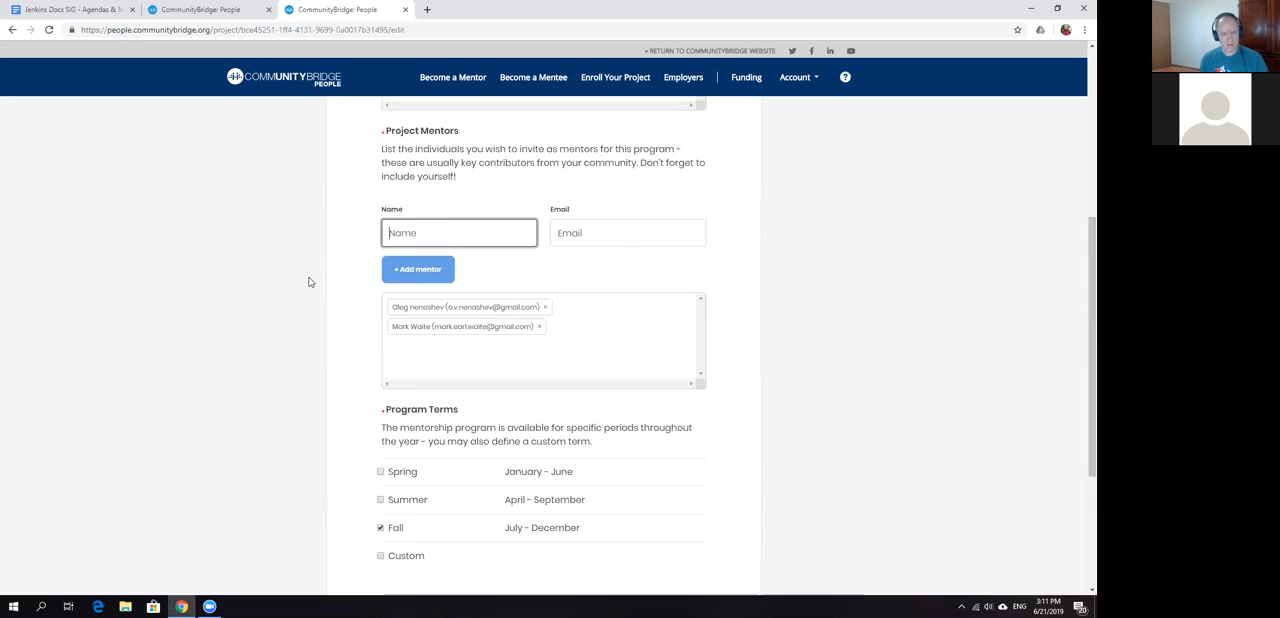 Jenkins Docs SIG - Agendas & N
CommunityBridge: People
CommunityBridge: People
https://people.communitybridge.org/project/bce45251-1ff4-4131-9699-0a0017b31495/edit
RETURN TO COMMUNITYBRIDGE WEBSITE
COMMUNITYBRIDGE
PEOPLE
Become a Mentor
Become a Mentee
Enroll Your Project
Employers
Funding
Account
?
Project Mentors
List the individuals you wish to invite as mentors for this program -
these are usually key contributors from your community. Don't forget to
include yourself!
Name
Email
Name
Email
+ Add mentor
Oleg nenashev (o.v.nenashev@gmail.com) ×
Mark Waite (mark.earl.waite@gmail.com) ×
Program Terms
The mentorship program is available for specific periods throughout
the year - you may also define a custom term.
Spring January - June
Summer April - September
Fall July - December
Custom
ENG
3:11 PM
6/21/2019
20